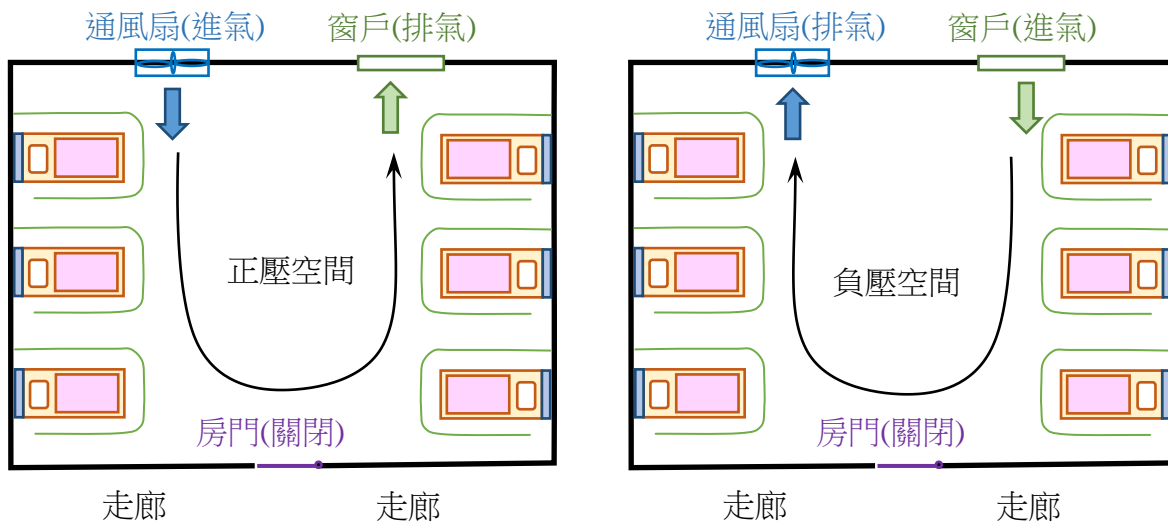 通風扇(進氣)
窗戶(排氣)
正壓空間
房門(關閉)
走廊
走廊
通風扇(排氣)
窗戶(進氣)
負壓空間
房門(關閉)
走廊
走廊